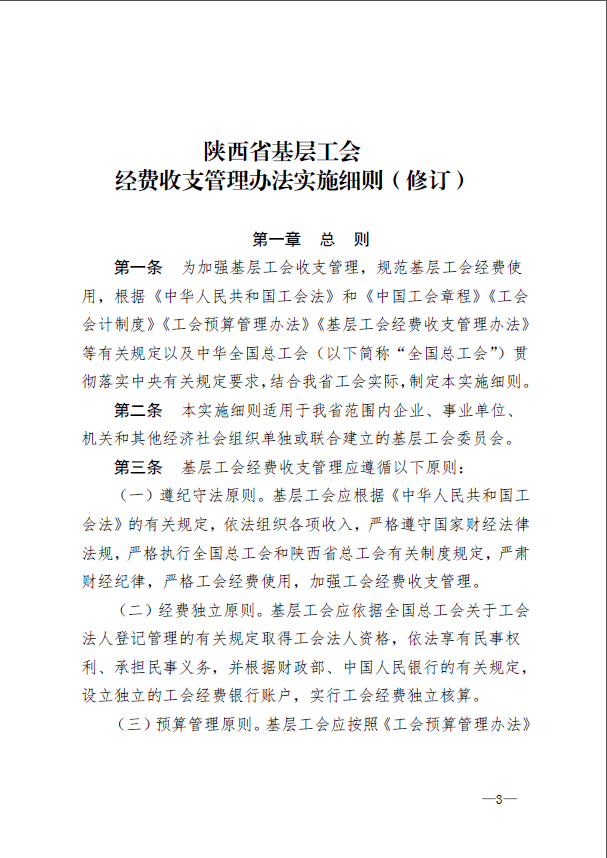 陕西省基层工会
经费收支管理办法实施细则（修订）
第一章 总 则
第一条 为加强基层工会收支管理，规范基层工会经费使
用，根据《中华人民共和国工会法》和《中国工会章程》《工会
会计制度》《工会预算管理办法》《基层工会经费收支管理办法》
等有关规定以及中华全国总工会（以下简称“全国总工会”）贯
彻落实中央有关规定要求，结合我省工会实际，制定本实施细则。
第二条 本实施细则适用于我省范围内企业、事业单位、
机关和其他经济社会组织单独或联合建立的基层工会委员会。
第三条 基层工会经费收支管理应遵循以下原则：
（一）遵纪守法原则。基层工会应根据《中华人民共和国工
会法》的有关规定，依法组织各项收入，严格遵守国家财经法律
法规，严格执行全国总工会和陕西省总工会有关制度规定，严肃
财经纪律，严格工会经费使用，加强工会经费收支管理。
（二）经费独立原则。基层工会应依据全国总工会关于工会
法人登记管理的有关规定取得工会法人资格，依法享有民事权
利、承担民事义务，并根据财政部、中国人民银行的有关规定，
设立独立的工会经费银行账户，实行工会经费独立核算。
（三）预算管理原则。基层工会应按照《工会预算管理办法》
—3—